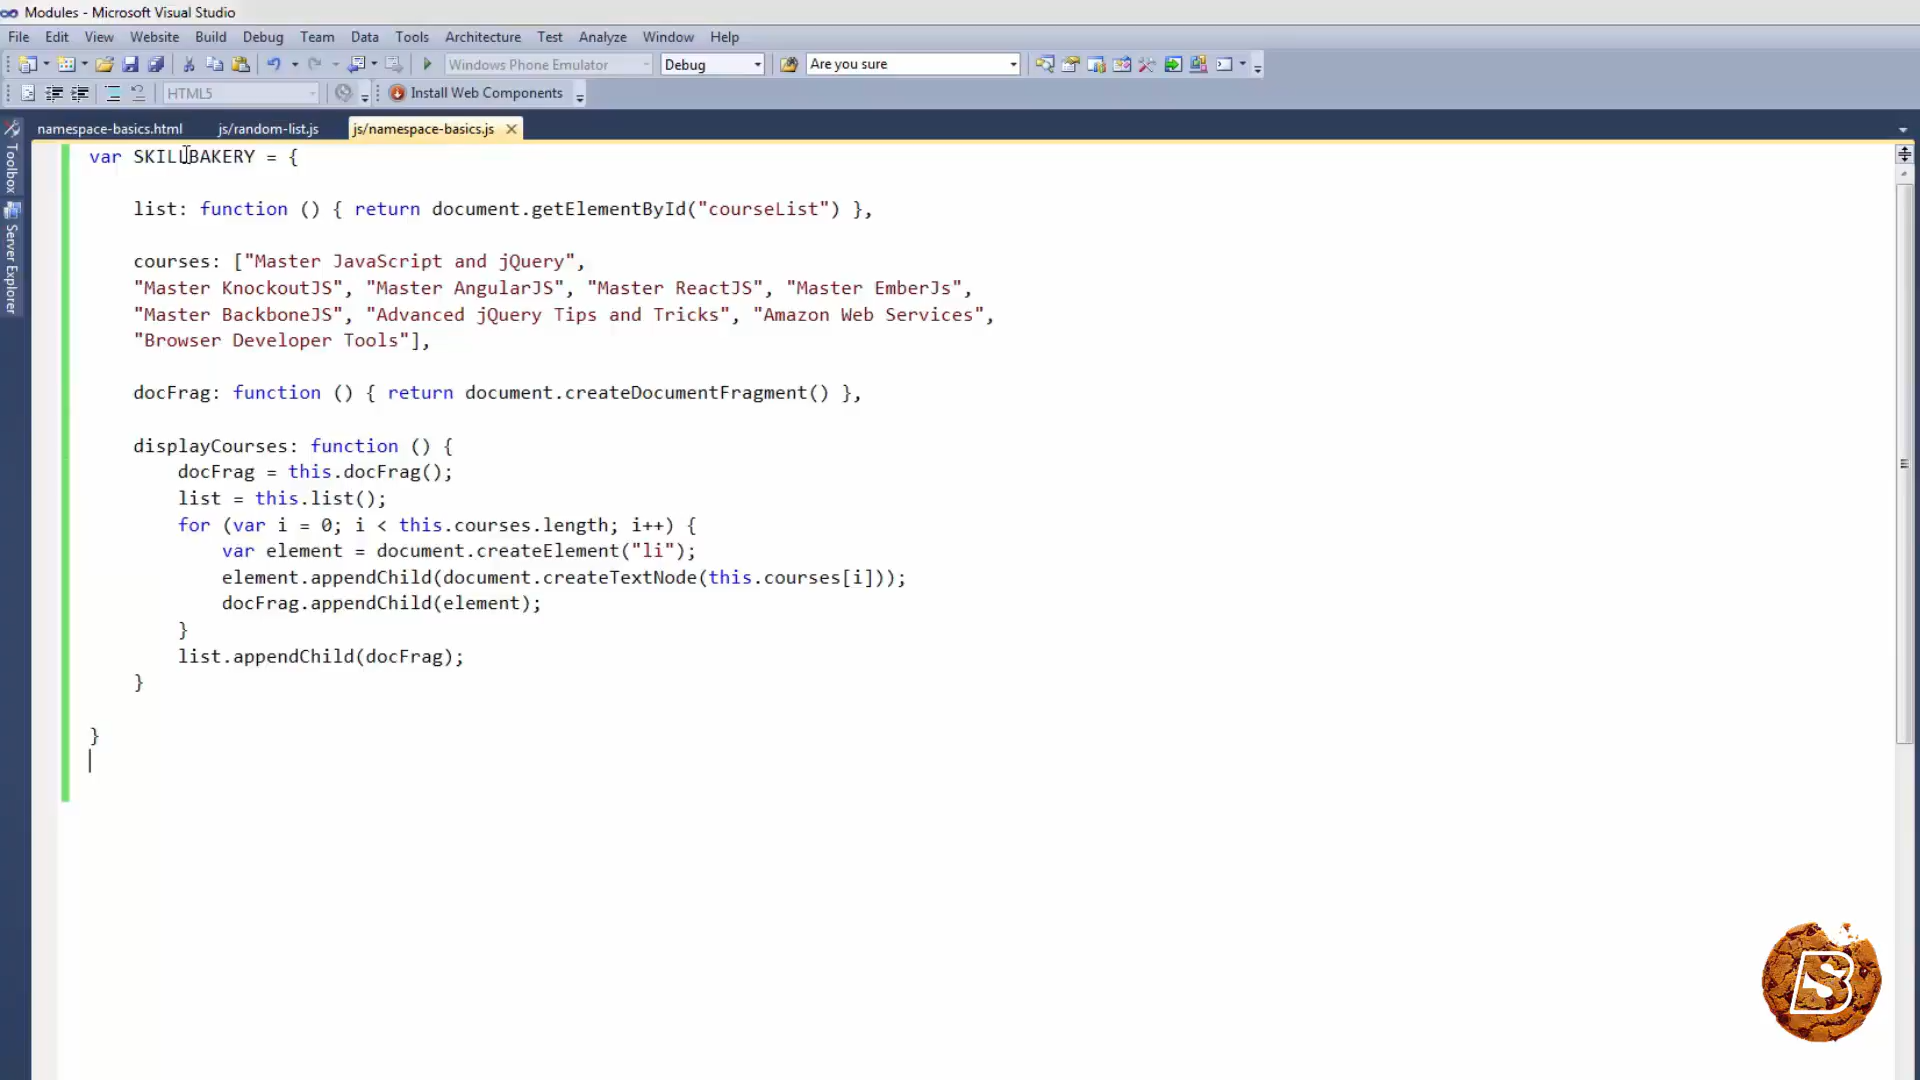 Modules - Microsoft Visual Studio
File Edit View Website Build Debug Team Data Tools Architecture Test Analyze Window Help
Windows Phone Emulator Debug Are you sure
HTML5 Install Web Components
namespace-basics.html js/random-list.js js/namespace-basics.js
Toolbox
Server Explorer
var SKILLBAKERY = {
list: function () { return document.getElementById("courseList") },
courses: ["Master JavaScript and jQuery",
"Master KnockoutJS", "Master AngularJS", "Master ReactJS", "Master EmberJs",
"Master BackboneJS", "Advanced jQuery Tips and Tricks", "Amazon Web Services",
"Browser Developer Tools"],
docFrag: function () { return document.createDocumentFragment() },
displayCourses: function () {
docFrag = this.docFrag();
list = this.list();
for (var i = 0; i < this.courses.length; i++) {
var element = document.createElement("li");
element.appendChild(document.createTextNode(this.courses[i]));
docFrag.appendChild(element);
}
list.appendChild(docFrag);
}
}